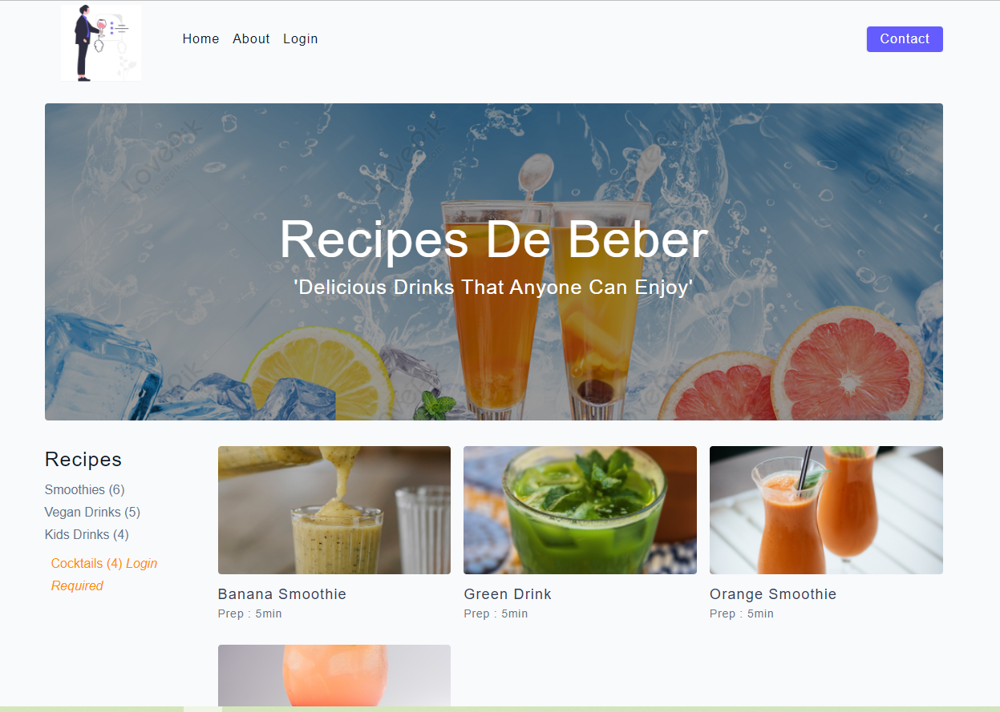 Home About Login
Contact
Recipes De Beber
'Delicious Drinks That Anyone Can Enjoy'
Recipes
Smoothies (6)
Vegan Drinks (5)
Kids Drinks (4)
Cocktails (4) Login
Required
Banana Smoothie
Prep : 5min
Green Drink
Prep : 5min
Orange Smoothie
Prep : 5min